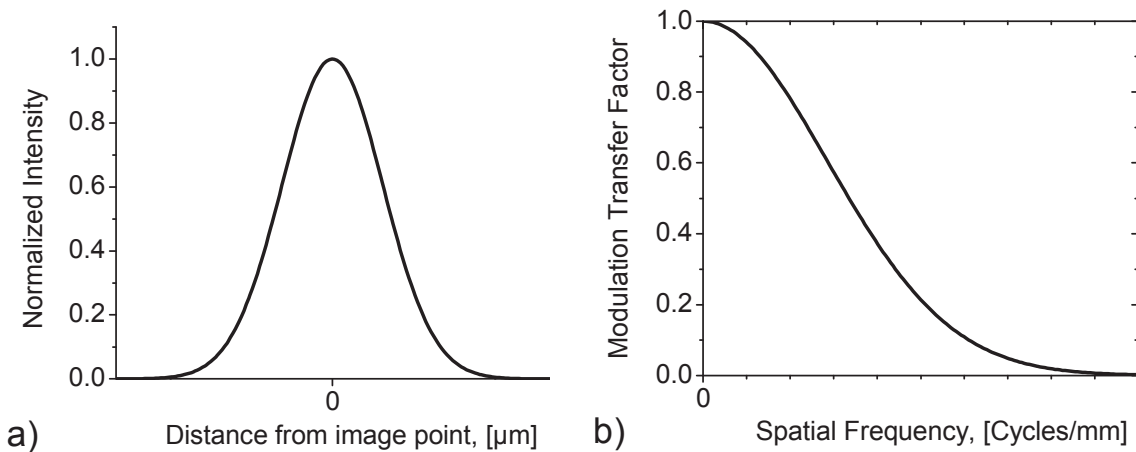 Normalized Intensity
1.0
0.8
0.6
0.4
0.2
0.0
0
Distance from image point, [µm]
a)
Modulation Transfer Factor
1.0
0.8
0.6
0.4
0.2
0.0
0
Spatial Frequency, [Cycles/mm]
b)